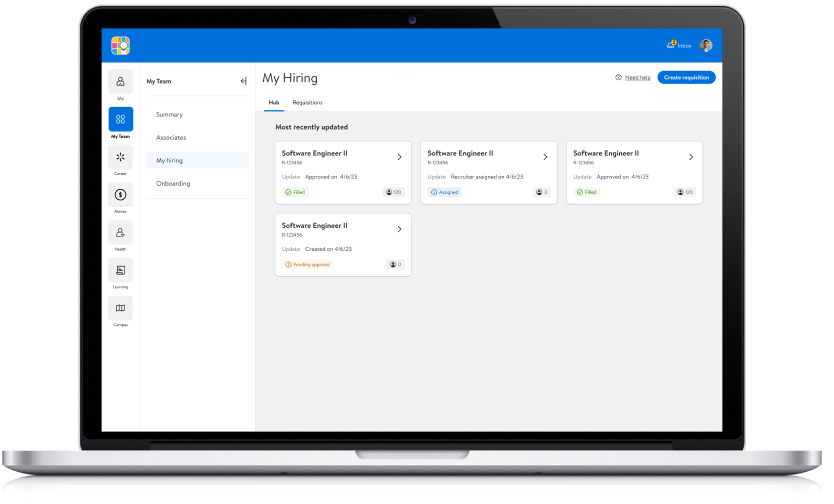 2
Inbox
Me
My Team
Career
Money
Health
Learning
Campus
My Team
Summary
Associates
My hiring
Onboarding
My Hiring
Need help
Create requisition
Hub
Requisitions
Most recently updated
Software Engineer II
R-123456
Update Approved on 4/6/23
Filled
Software Engineer II
R-123456
Update Recruiter assigned on 4/6/23
Assigned
3
Software Engineer II
R-123456
Update Approved on 4/6/23
Filled
Software Engineer II
R-123456
Update Created on 4/6/23
Pending approval
0